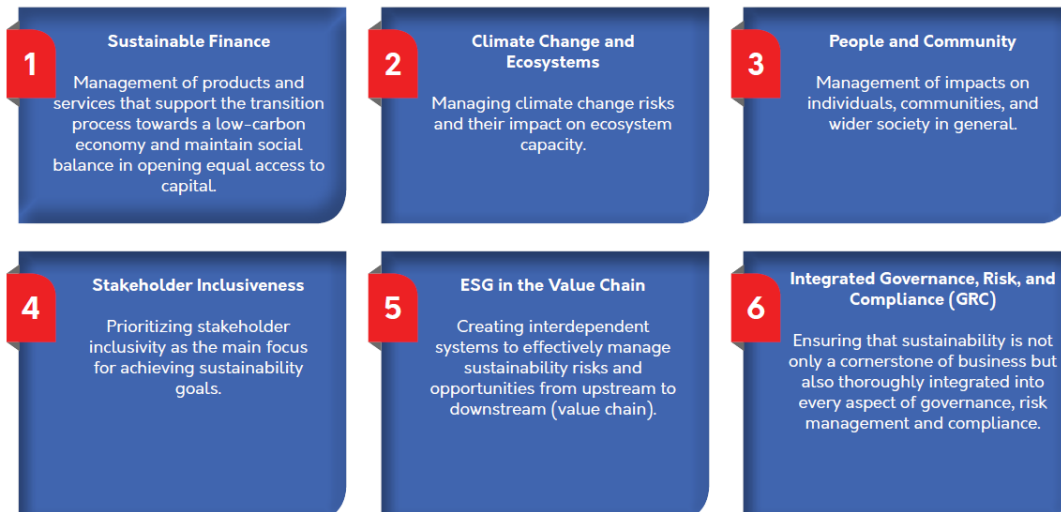 1
Sustainable Finance
Management of products and
services that support the transition
process towards a low-carbon
economy and maintain social
balance in opening equal access to
capital.
2
Climate Change and
Ecosystems
Managing climate change risks
and their impact on ecosystem
capacity.
3
People and Community
Management of impacts on
individuals, communities, and
wider society in general.
4
Stakeholder Inclusiveness
Prioritizing stakeholder
inclusivity as the main focus
for achieving sustainability
goals.
5
ESG in the Value Chain
Creating interdependent
systems to effectively manage
sustainability risks and
opportunities from upstream to
downstream (value chain).
6
Integrated Governance, Risk, and
Compliance (GRC)
Ensuring that sustainability is not
only a cornerstone of business but
also thoroughly integrated into
every aspect of governance, risk
management and compliance.